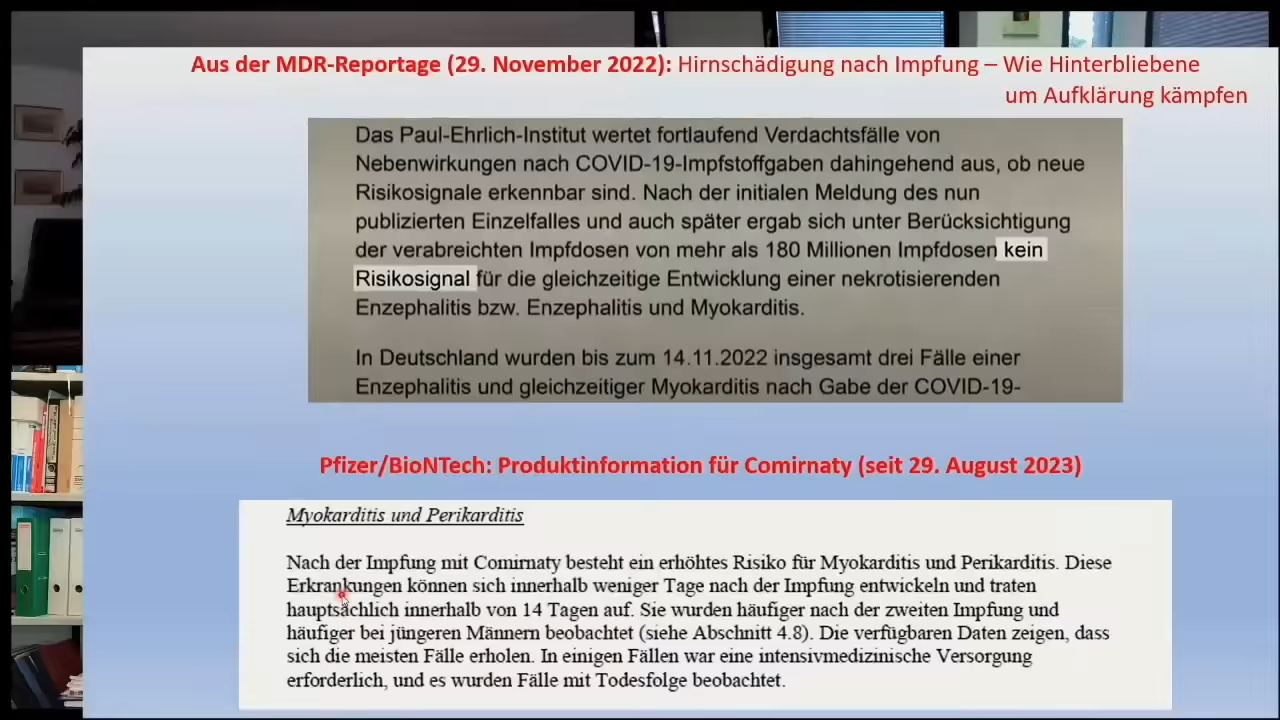 Aus der MDR-Reportage (29. November 2022): Hirnschädigung nach Impfung – Wie Hinterbliebene
um Aufklärung kämpfen
Das Paul-Ehrlich-Institut wertet fortlaufend Verdachtsfälle von
Nebenwirkungen nach COVID-19-Impfstoffgaben dahingehend aus, ob neue
Risikosignale erkennbar sind. Nach der initialen Meldung des nun
publizierten Einzelfalles und auch später ergab sich unter Berücksichtigung
der verabreichten Impfdosen von mehr als 180 Millionen Impfdosen kein
Risikosignal für die gleichzeitige Entwicklung einer nekrotisierenden
Enzephalitis bzw. Enzephalitis und Myokarditis.
In Deutschland wurden bis zum 14.11.2022 insgesamt drei Fälle einer
Enzephalitis und gleichzeitiger Myokarditis nach Gabe der COVID-19-
Pfizer/BioNTech: Produktinformation für Comirnaty (seit 29. August 2023)
Myokarditis und Perikarditis
Nach der Impfung mit Comirnaty besteht ein erhöhtes Risiko für Myokarditis und Perikarditis. Diese
Erkrankungen können sich innerhalb weniger Tage nach der Impfung entwickeln und traten
hauptsächlich innerhalb von 14 Tagen auf. Sie wurden häufiger nach der zweiten Impfung und
häufiger bei jüngeren Männern beobachtet (siehe Abschnitt 4.8). Die verfügbaren Daten zeigen, dass
sich die meisten Fälle erholen. In einigen Fällen war eine intensivmedizinische Versorgung
erforderlich, und es wurden Fälle mit Todesfolge beobachtet.